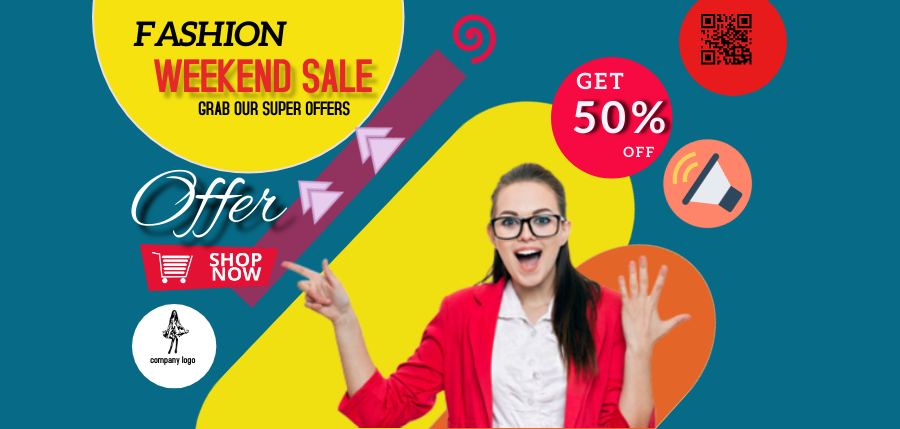 FASHION
WEEKEND SALE
GRAB OUR SUPER OFFERS
GET
50%
OFF
Offer
SHOP
NOW
company logo